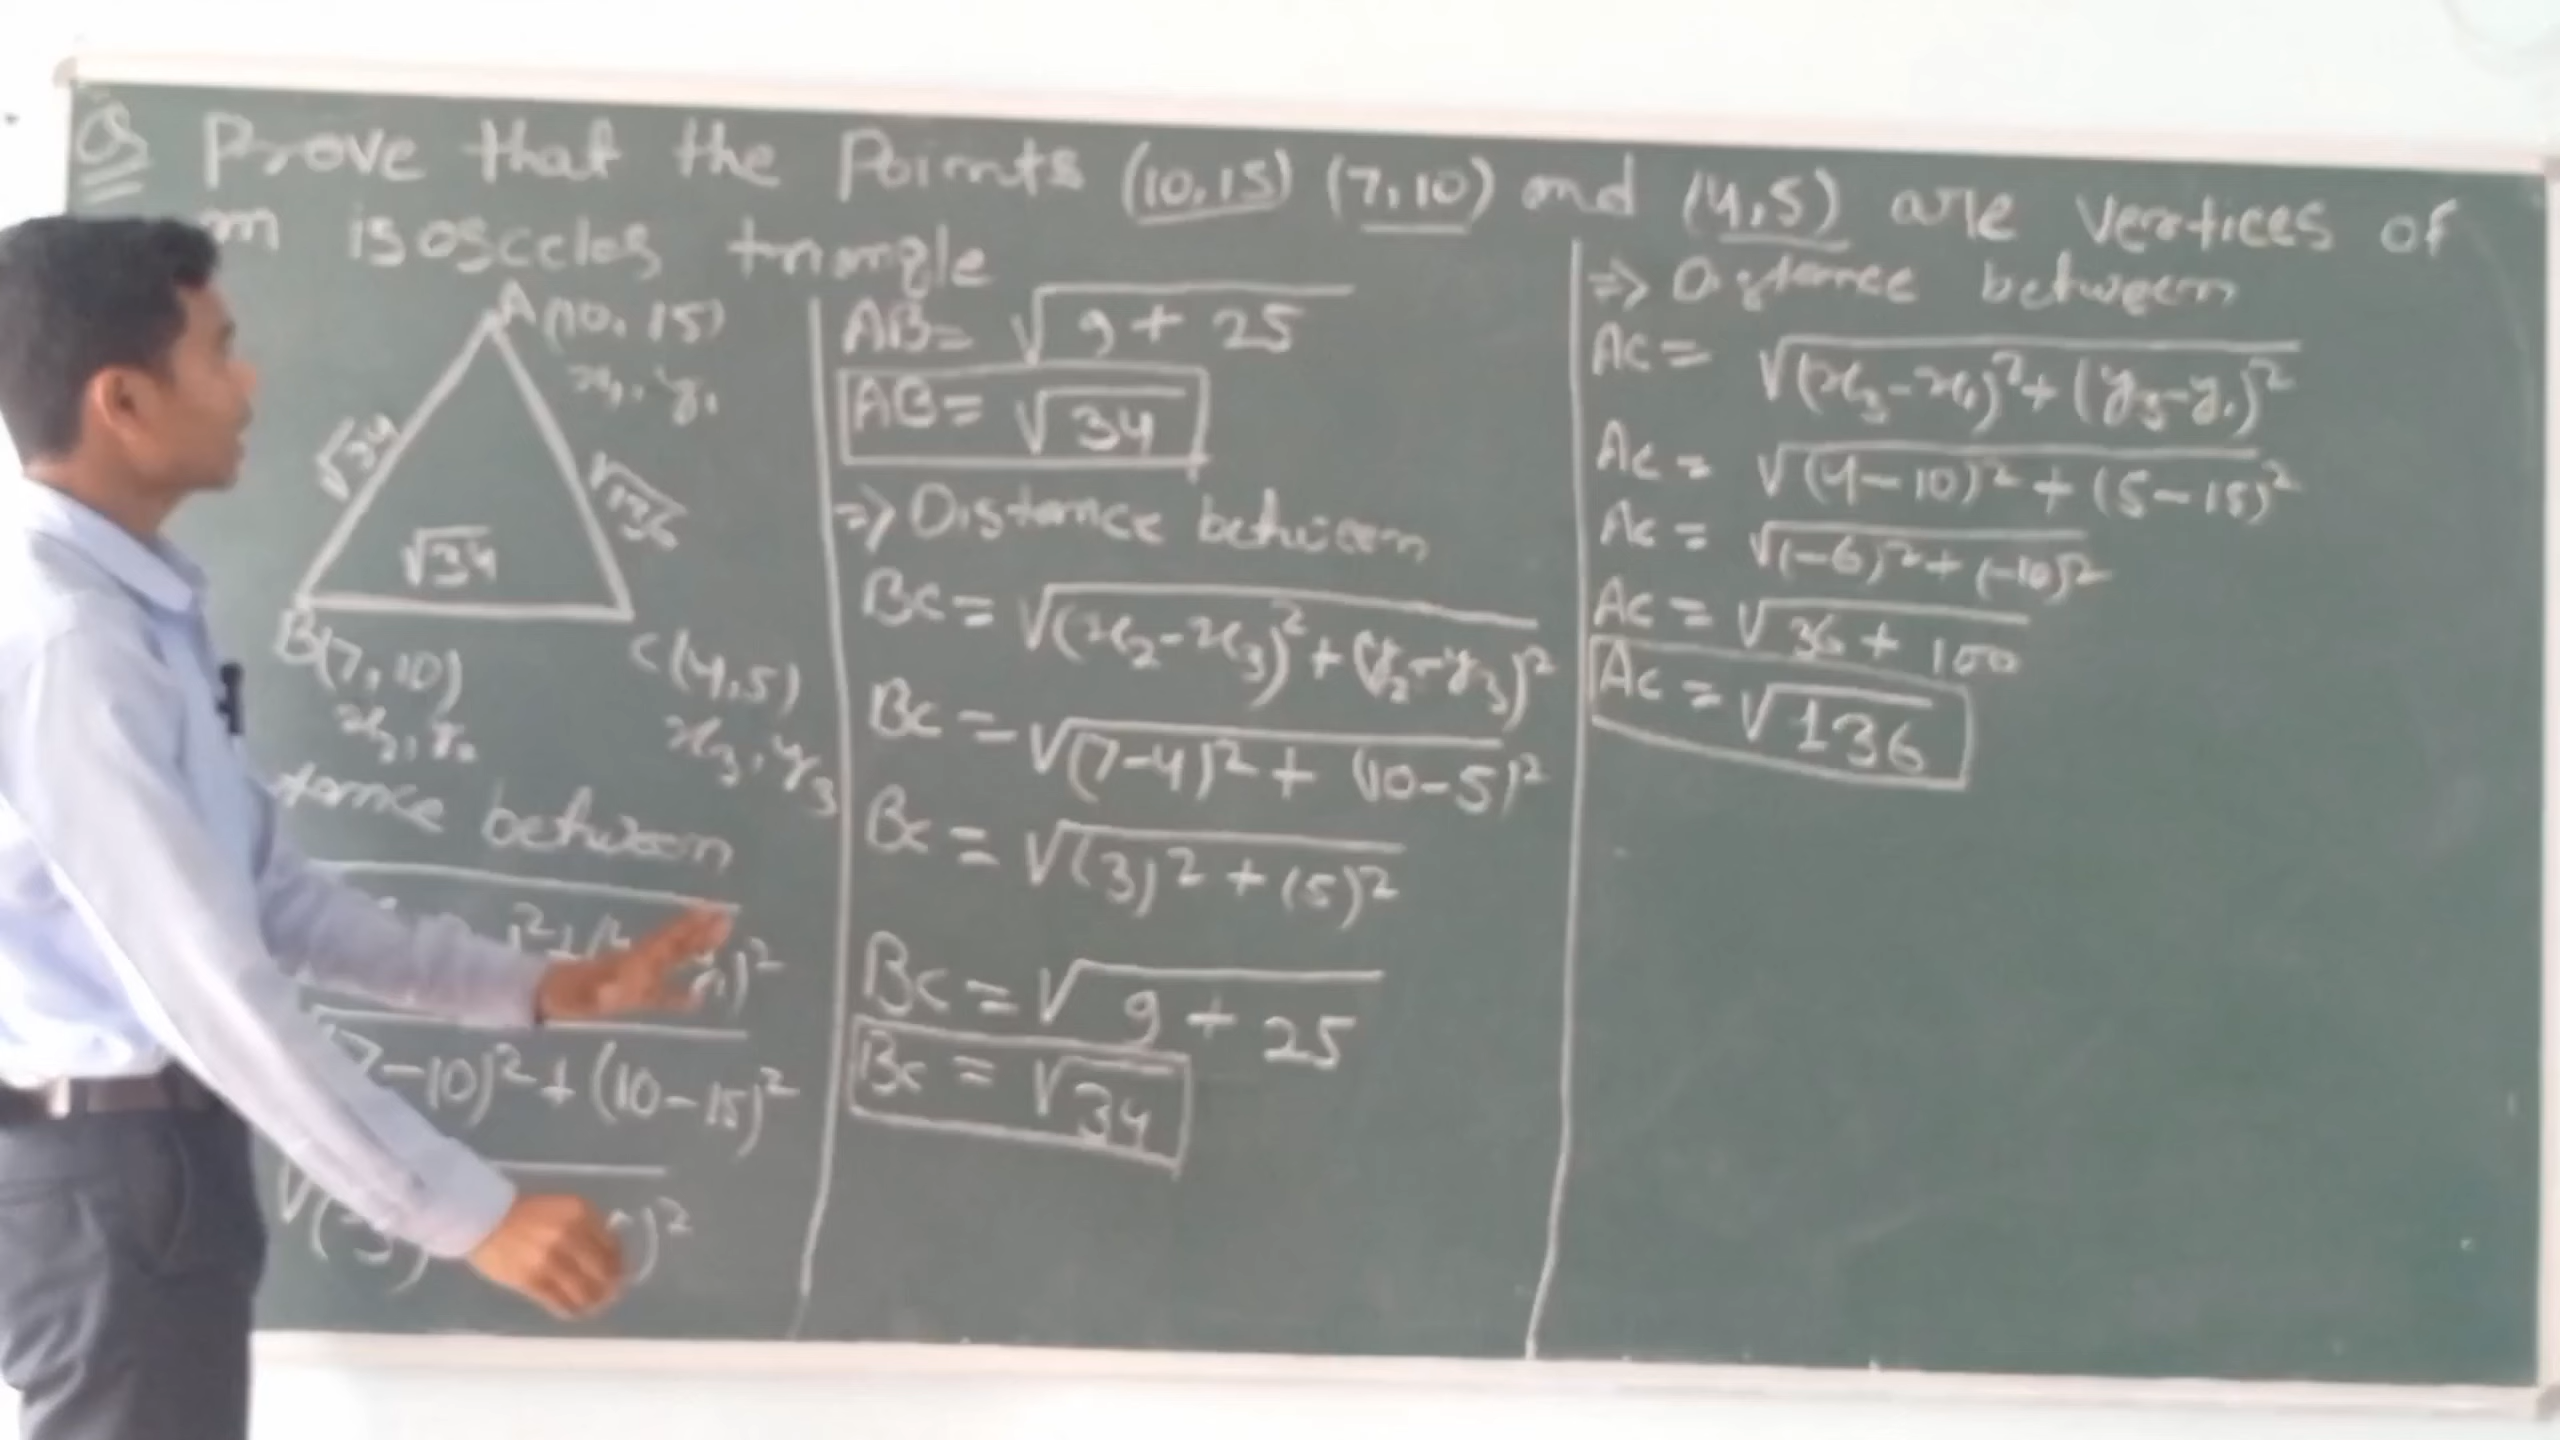 Q Prove that the Points (10,15) (7,10) and (4,5) are vertices of
an isosceles triangle
A(10, 15)
x₁, y₁
√34
√136
√34
B(7, 10)
x₂, y₂
C(4,5)
x₃, y₃
between
7-10)²+(10-15)²
AB= √9+25
AB= √34
=> Distance between
BC= √(x₂-x₃)²+(y₂-y₃)²
BC = √(7-4)²+(10-5)²
BC = √(3)²+(5)²
BC = √9+25
BC = √34
=> Distance between
AC= √(x₃-x₁)²+(y₃-y₁)²
AC = √(4-10)²+(5-15)²
AC = √(-6)²+(-10)²
AC = √36+100
AC = √136